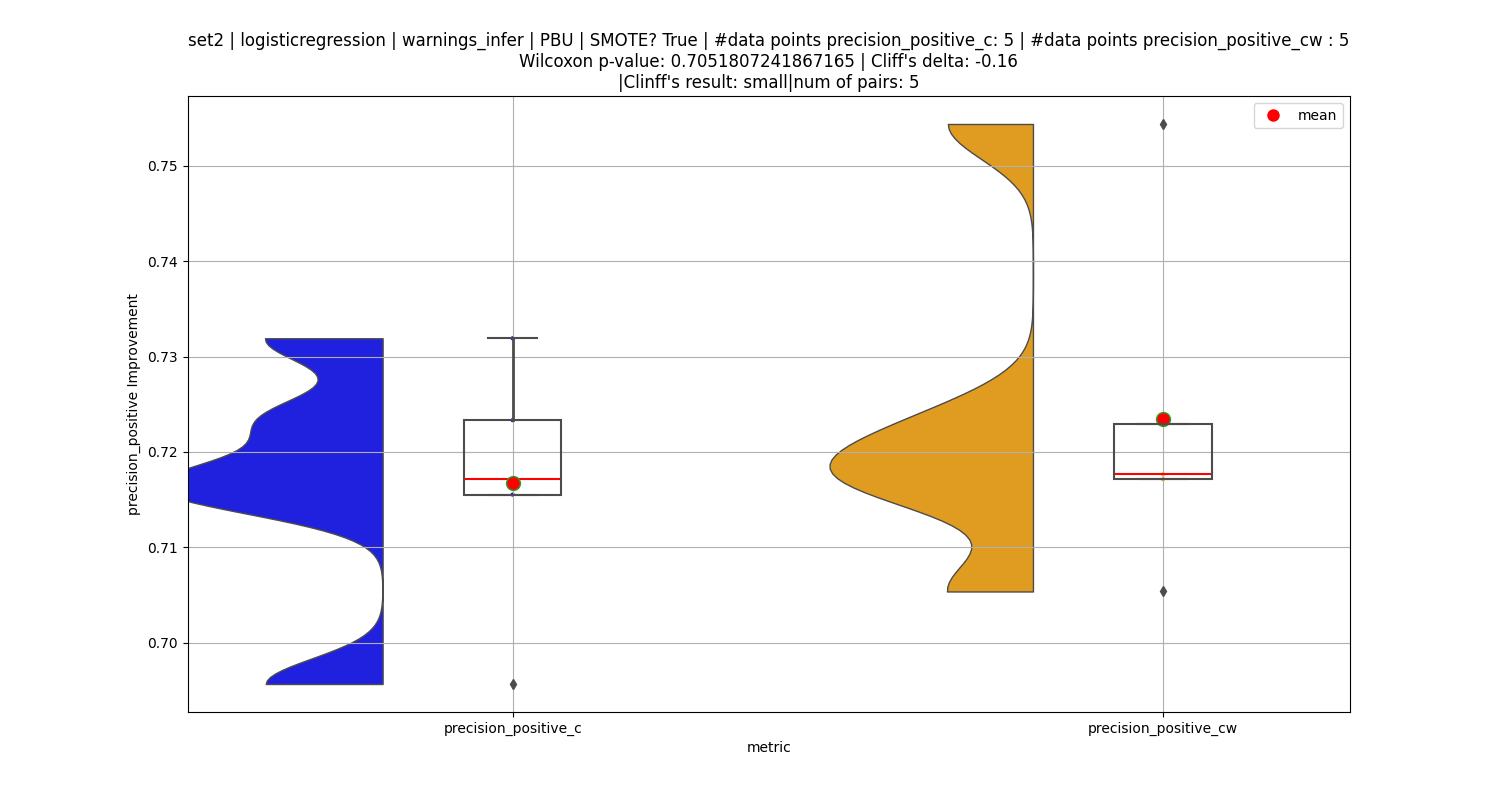 set2 | logisticregression | warnings_infer | PBU | SMOTE? True | #data points precision_positive_c: 5 | #data points precision_positive_cw : 5
Wilcoxon p-value: 0.7051807241867165 | Cliff's delta: -0.16
|Clinff's result: small|num of pairs: 5
mean
0.75
0.74
0.73
0.72
0.71
0.70
precision_positive Improvement
precision_positive_c
precision_positive_cw
metric